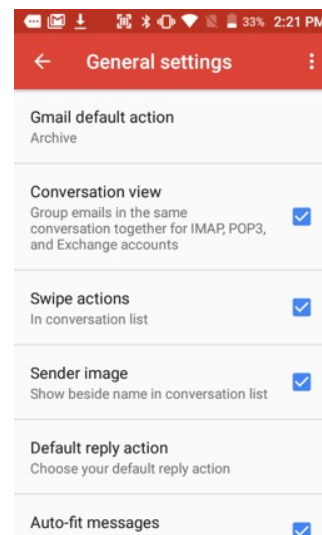 33% 2:21 PM
General settings
Gmail default action
Archive
Conversation view
Group emails in the same
conversation together for IMAP, POP3,
and Exchange accounts
Swipe actions
In conversation list
Sender image
Show beside name in conversation list
Default reply action
Choose your default reply action
Auto-fit messages